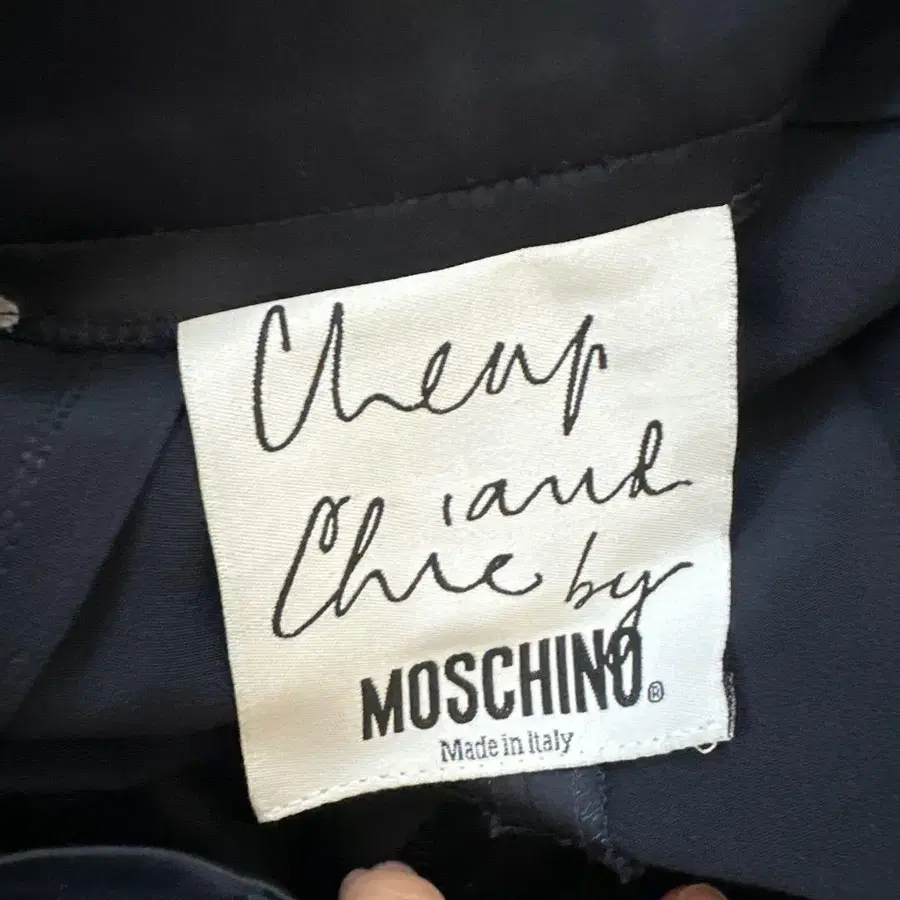 Cheap
and
Chic by
MOSCHINO®
Made in Italy